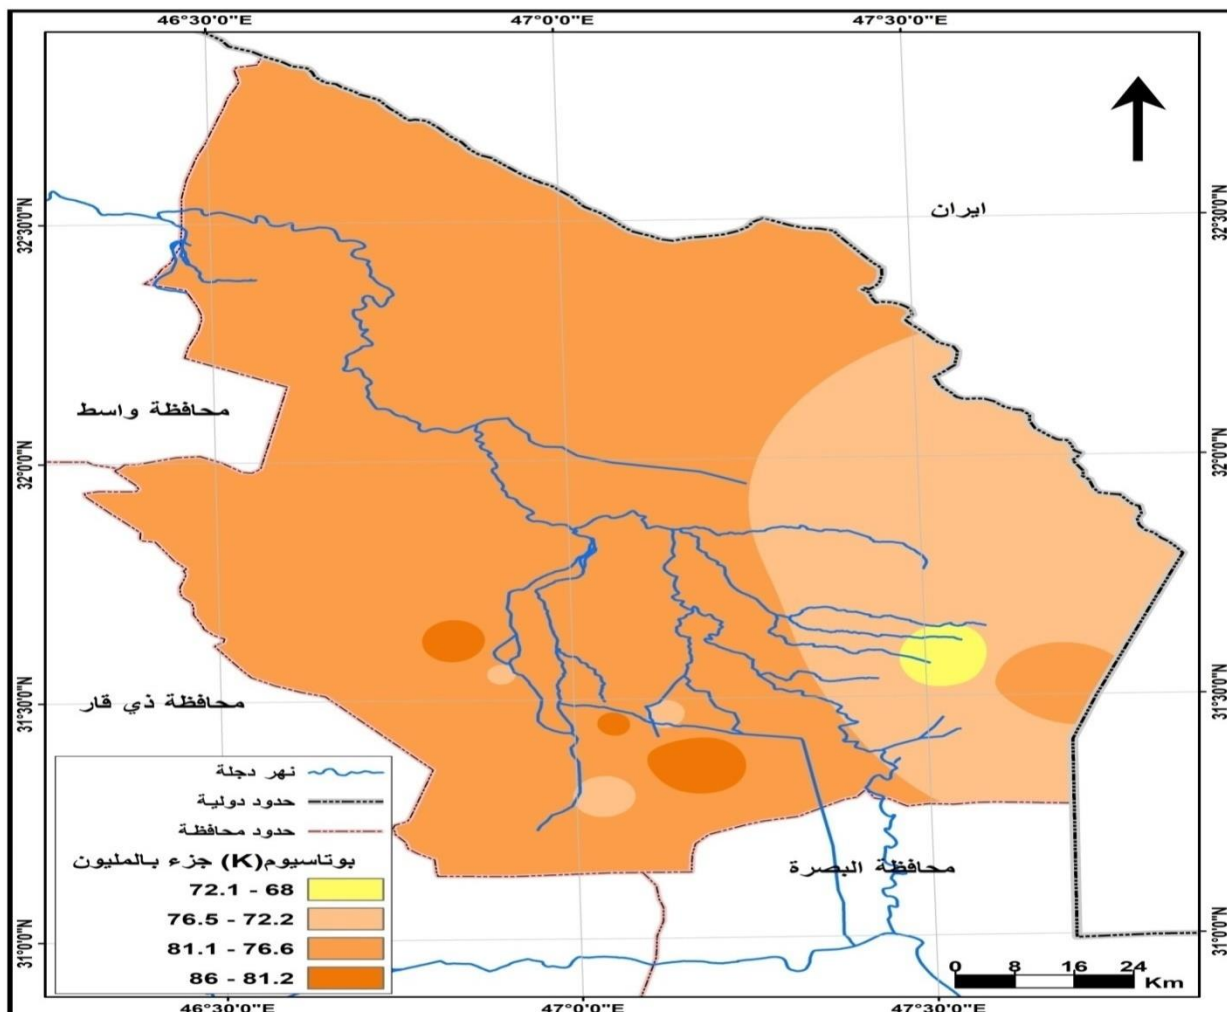 46°30'0"E
47°0'0"E
47°30'0"E
32°30'0"N
32°30'0"N
ايران
محافظة واسط
32°0'0"N
32°0'0"N
محافظة ذي قار
31°30'0"N
31°30'0"N
نهر دجلة
حدود دولية
حدود محافظة
بوتاسيوم(K) جزء بالمليون
72.1 - 68
76.5 - 72.2
81.1 - 76.6
86 - 81.2
محافظة البصرة
31°0'0"N
31°0'0"N
0 8 16 24
Km
46°30'0"E
47°0'0"E
47°30'0"E